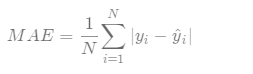 MAE = \frac{1}{N} \sum_{i=1}^{N} |y_i - \hat{y}_i|